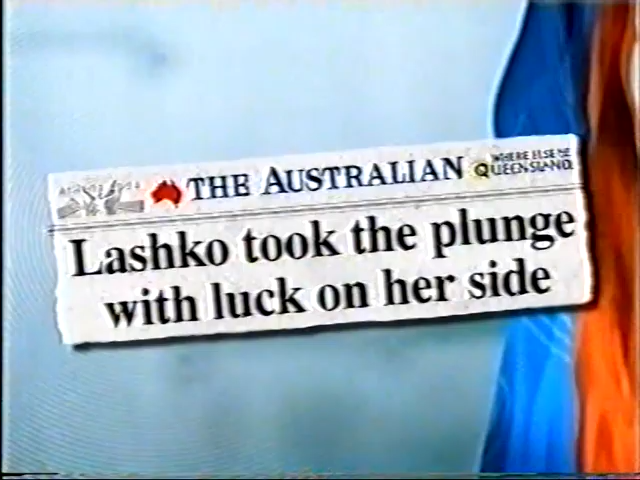 THE AUSTRALIAN
WHERE ELSE BUT
QUEENSLAND
Lashko took the plunge
with luck on her side